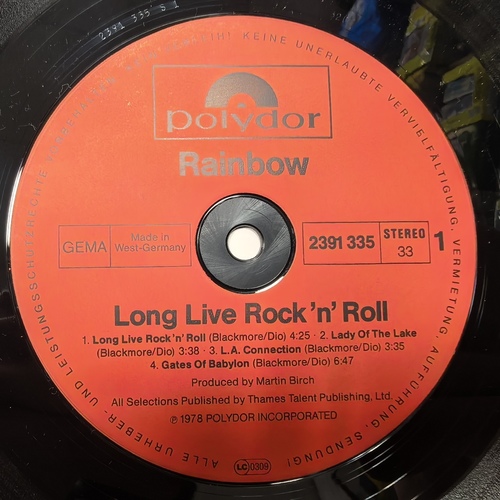 2391 335 S 1
polydor
Rainbow
GEMA
Made in
West-Germany
2391 335
STEREO
33
1
Long Live Rock 'n' Roll
1. Long Live Rock 'n' Roll (Blackmore/Dio) 4:25 · 2. Lady Of The Lake
(Blackmore/Dio) 3:38 · 3. L.A. Connection (Blackmore/Dio) 3:35
4. Gates Of Babylon (Blackmore/Dio) 6:47
Produced by Martin Birch
All Selections Published by Thames Talent Publishing, Ltd.
℗ 1978 POLYDOR INCORPORATED
LC 0309
ALLE URHEBER- UND LEISTUNGSSCHUTZRECHTE KEINE UNERLAUBTE VERVIELFÄLTIGUNG, VERMIETUNG, AUFFÜHRUNG, SENDUNG!